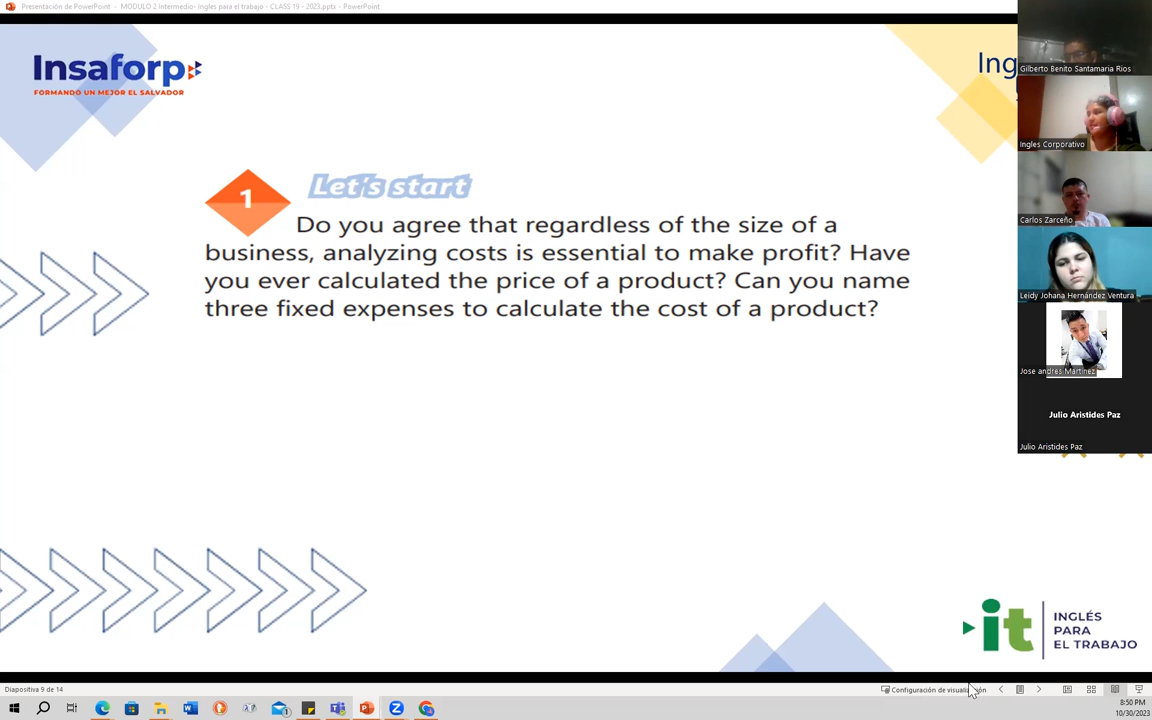 Presentación de PowerPoint - MODULO 2 Intermedio- Ingles para el trabajo - CLASS 19 - 2023.pptx - PowerPoint
Insaforp
FORMANDO UN MEJOR EL SALVADOR
Ing
1
Let's start
Do you agree that regardless of the size of a
business, analyzing costs is essential to make profit? Have
you ever calculated the price of a product? Can you name
three fixed expenses to calculate the cost of a product?
Gilberto Benito Santamaria Rios
Ingles Corporativo
Carlos Zarceño
Leidy Johana Hernández Ventura
Jose andres Martinez
Julio Aristides Paz
Julio Aristides Paz
it
INGLÉS
PARA
EL TRABAJO
Diapositiva 9 de 14
Configuración de visualización
8:50 PM
10/30/2023